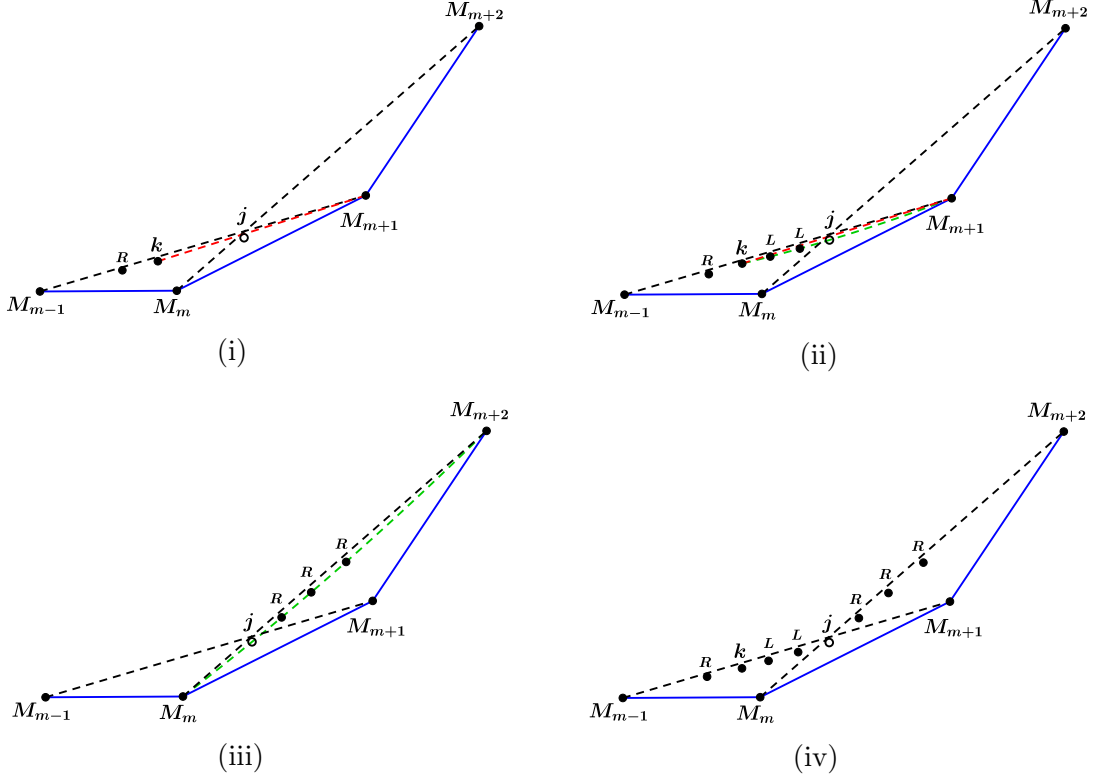 M_{m+2}
j
k
R
M_{m+1}
M_{m-1}
M_m
(i)
M_{m+2}
j
L
L
k
R
M_{m+1}
M_{m-1}
M_m
(ii)
M_{m+2}
R
R
R
j
M_{m+1}
M_{m-1}
M_m
(iii)
M_{m+2}
R
R
R
j
L
L
k
R
M_{m+1}
M_{m-1}
M_m
(iv)